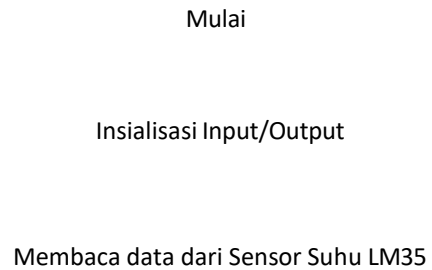 Mulai
Insialisasi Input/Output
Membaca data dari Sensor Suhu LM35